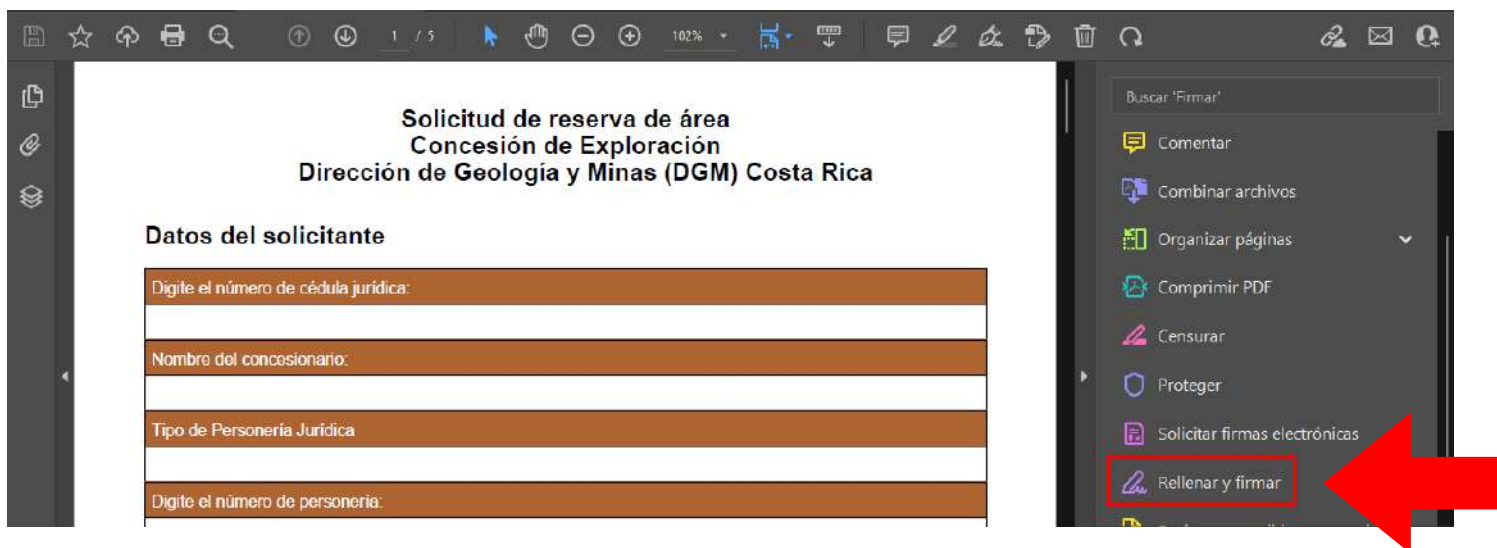 1 / 5
102%
Solicitud de reserva de área
Concesión de Exploración
Dirección de Geología y Minas (DGM) Costa Rica
Datos del solicitante
Digite el número de cédula jurídica:
Nombre del concesionario:
Tipo de Personería Jurídica
Digite el número de personería:
Buscar 'Firmar'
Comentar
Combinar archivos
Organizar páginas
Comprimir PDF
Censurar
Proteger
Solicitar firmas electrónicas
Rellenar y firmar